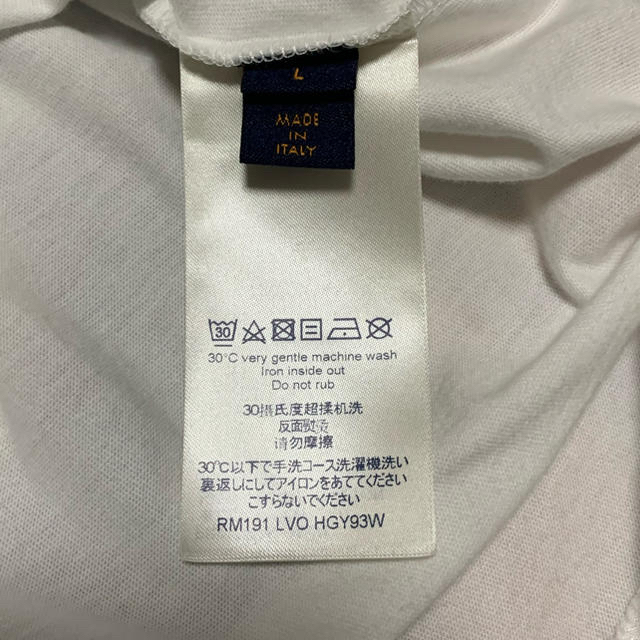 L
MADE
IN
ITALY
30
30°C very gentle machine wash
Iron inside out
Do not rub
30摄氏度超揉机洗
反面熨烫
请勿摩擦
30℃以下で手洗コース洗濯機洗い
裏返しにしてアイロンをあててください
こすらないでください
RM191 LVO HGY93W